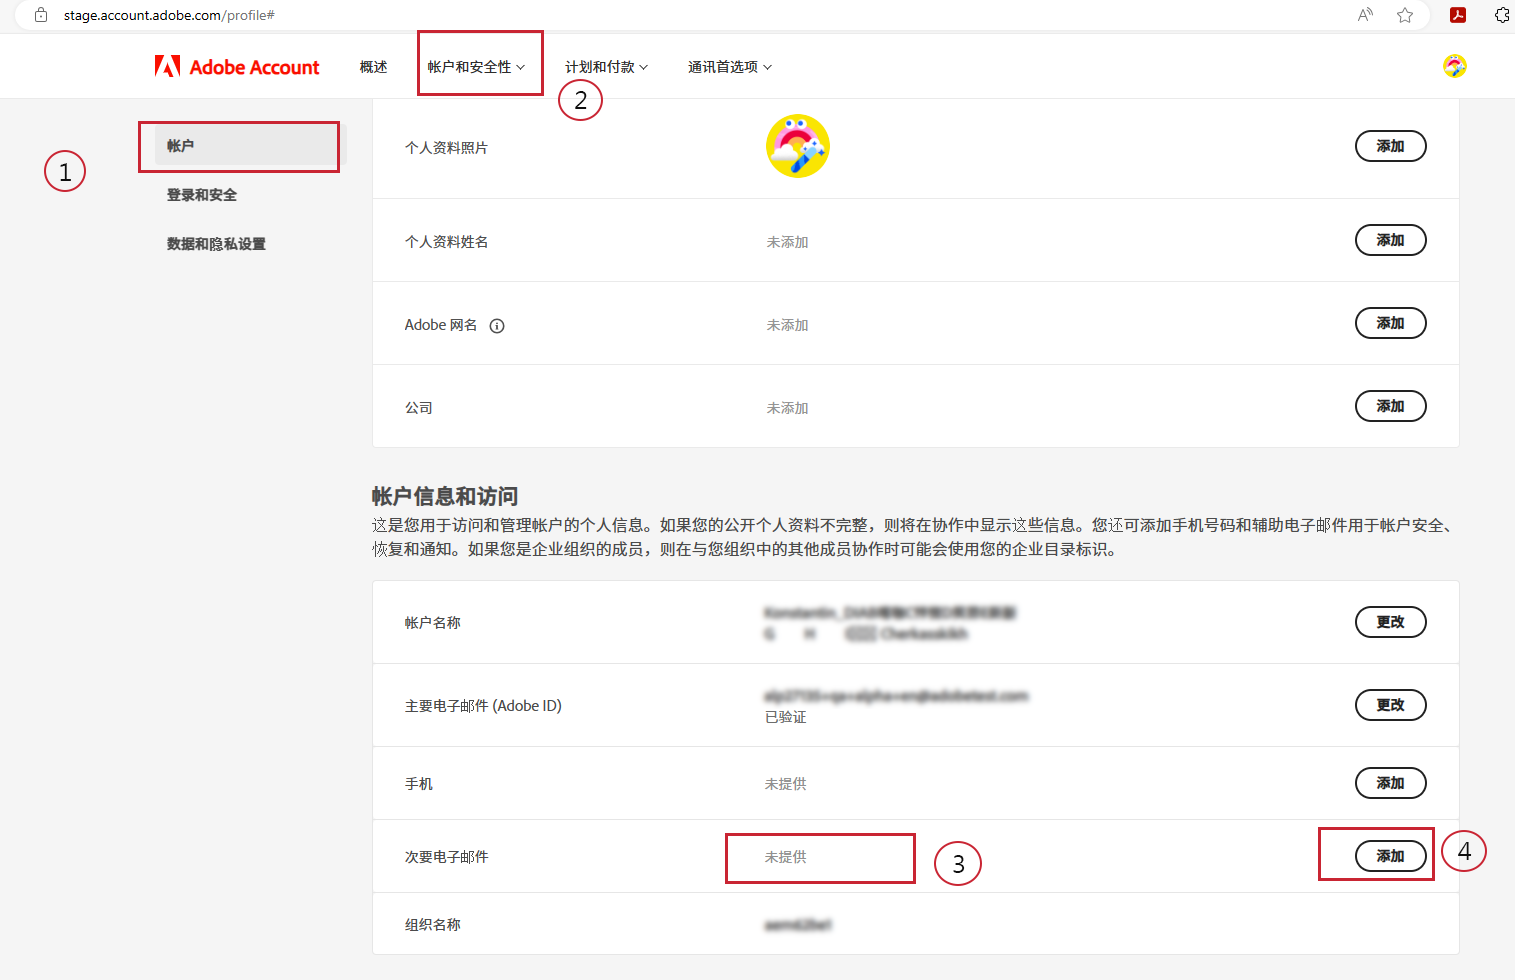 stage.account.adobe.com/profile#
Adobe Account
概述
帐户和安全性
计划和付款
通讯首选项
2
帐户
1
登录和安全
数据和隐私设置
个人资料照片
添加
个人资料姓名
未添加
添加
Adobe 网名
未添加
添加
公司
未添加
添加
帐户信息和访问
这是您用于访问和管理帐户的个人信息。如果您的公开个人资料不完整，则将在协作中显示这些信息。您还可添加手机号码和辅助电子邮件用于帐户安全、
恢复和通知。如果您是企业组织的成员，则在与您组织中的其他成员协作时可能会使用您的企业目录标识。
帐户名称
更改
主要电子邮件 (Adobe ID)
已验证
更改
手机
未提供
添加
次要电子邮件
未提供
3
添加
4
组织名称